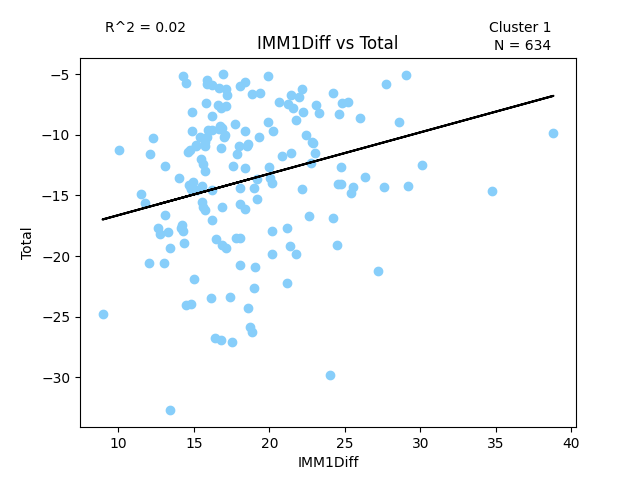 R^2 = 0.02
Cluster 1
N = 634
IMM1Diff vs Total
Total
−5
−10
−15
−20
−25
−30
10 15 20 25 30 35 40
IMM1Diff